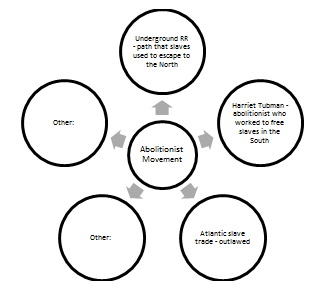 Underground RR
- path that slaves
used to escape to
the North
Other:
Harriet Tubman -
abolitionist who
worked to free
slaves in the
South
Abolitionist
Movement
Other:
Atlantic slave
trade - outlawed